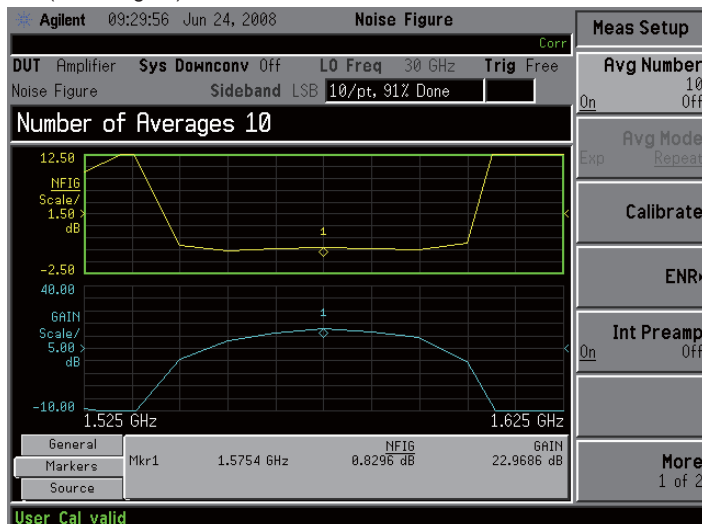 Agilent 09:29:56 Jun 24, 2008 Noise Figure
Corr
DUT Amplifier Sys Downconv Off LO Freq 30 GHz Trig Free
Noise Figure Sideband LSB 10/pt, 91% Done
Number of Averages 10
12.50
NFIG
Scale/
1.50
dB
1
-2.50
40.00
GAIN
1
Scale/
5.00
dB
-10.00
1.525 GHz 1.625 GHz
General
Markers
Source
NFIG GAIN
Mkr1 1.5754 GHz 0.8296 dB 22.9686 dB
User Cal valid
Meas Setup
Avg Number
10
On Off
Avg Mode
Exp Repeat
Calibrate
ENR
Int Preamp
On Off
More
1 of 2